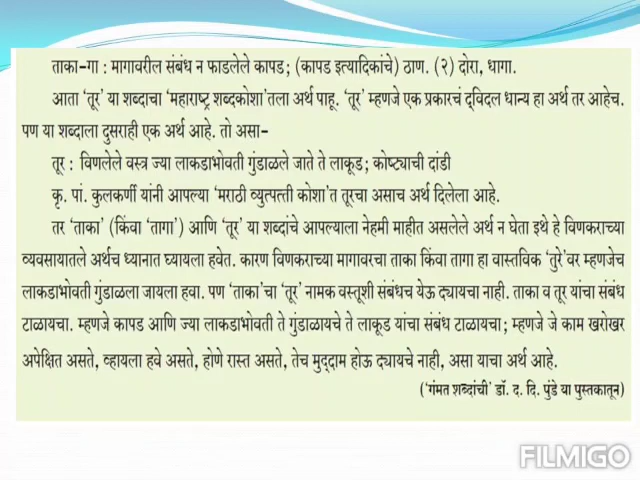 ताका-गा : मागावरील संबंध न फाडलेले कापड; (कापड इत्यादिकांचे) ठाण. (२) दोरा, धागा.
आता ‘तूर’ या शब्दाचा ‘महाराष्ट्र शब्दकोशा’तला अर्थ पाहू. ‘तूर’ म्हणजे एक प्रकारचं द्‌विदल धान्य हा अर्थ तर आहेच.
पण या शब्दाला दुसराही एक अर्थ आहे. तो असा-
तूर : विणलेले वस्त्र ज्या लाकडाभोवती गुंडाळले जाते ते लाकूड; कोष्ट्याची दांडी
कृ. पां. कुलकर्णी यांनी आपल्या ‘मराठी व्युत्पत्ती कोशा’त तूरचा असाच अर्थ दिलेला आहे.
तर ‘ताका’ (किंवा ‘तागा’) आणि ‘तूर’ या शब्दांचे आपल्याला नेहमी माहीत असलेले अर्थ न घेता इथे हे विणकराच्या
व्यवसायातले अर्थच ध्यानात घ्यायला हवेत. कारण विणकराच्या मागावरचा ताका किंवा तागा हा वास्तविक ‘तुरे’वर म्हणजेच
लाकडाभोवती गुंडाळला जायला हवा. पण ‘ताका’चा ‘तूर’ नामक वस्तूशी संबंधच येऊ द्यायचा नाही. ताका व तूर यांचा संबंध
टाळायचा. म्हणजे कापड आणि ज्या लाकडाभोवती ते गुंडाळायचे ते लाकूड यांचा संबंध टाळायचा; म्हणजे जे काम खरोखर
अपेक्षित असते, व्हायला हवे असते, होणे रास्त असते, तेच मुद्‌दाम होऊ द्यायचे नाही, असा याचा अर्थ आहे.
(‘गंमत शब्दांची’ डॉ. द. दि. पुंडे या पुस्तकातून)
FILMIGO